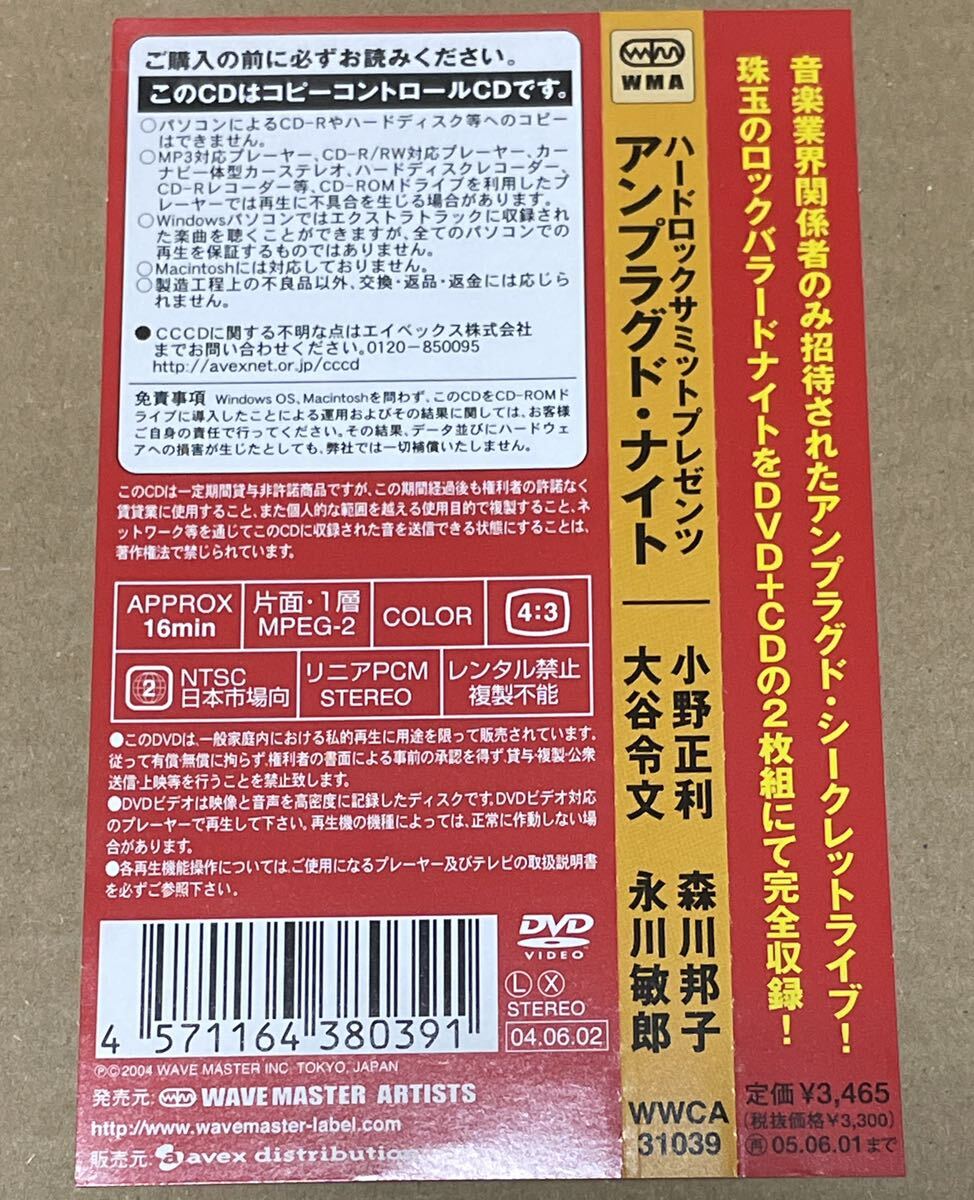 ご購入の前に必ずお読みください。
このCDはコピーコントロールCDです。
○パソコンによるCD-Rやハードディスク等へのコピー
はできません。
○MP3対応プレーヤー、CD-R/RW対応プレーヤー、カー
ナビ一体型カーステレオ、ハードディスクレコーダー、
CD-Rレコーダー等、CD-ROMドライブを利用したプ
レーヤーでは再生に不具合を生じる場合があります。
○Windowsパソコンではエクストラトラックに収録され
た楽曲を聴くことができますが、全てのパソコンでの
再生を保証するものではありません。
○Macintoshには対応しておりません。
○製造工程上の不良品以外、交換・返品・返金には応じら
れません。
●CCCDに関する不明な点はエイベックス株式会社
までお問い合わせください。0120-850095
http://avexnet.or.jp/cccd
免責事項 Windows OS、Macintoshを問わず、このCDをCD-ROMド
ライブに導入したことによる運用およびその結果に関しては、お客様
ご自身の責任で行ってください。その結果、データ並びにハードウェ
アへの損害が生じたとしても、弊社では一切補償いたしません。
このCDは一定期間貸与非許諾商品ですが、この期間経過後も権利者の許諾なく
賃貸業に使用すること、また個人的な範囲を越える使用目的で複製すること、ネ
ットワーク等を通じてこのCDに収録された音を送信できる状態にすることは、
著作権法で禁じられています。
APPROX
16min
片面・1層
MPEG-2
COLOR
4:3
2
NTSC
日本市場向
リニアPCM
STEREO
レンタル禁止
複製不能
●このDVDは、一般家庭内における私的再生に用途を限って販売されています。
従って有償・無償に拘らず、権利者の書面による事前の承認を得ず、貸与・複製・公衆
送信・上映等を行うことを禁止致します。
●DVDビデオは映像と音声を高密度に記録したディスクです。DVDビデオ対応
のプレーヤーで再生して下さい。再生機の機種によっては、正常に作動しない場
合があります。
●各再生機能操作については、ご使用になるプレーヤー及びテレビの取扱説明書
を必ずご参照下さい。
4 571164 380391
DVD
VIDEO
Ⓛ Ⓧ
STEREO
04.06.02
Ⓟ©2004 WAVE MASTER INC TOKYO, JAPAN
発売元: WAVE MASTER ARTISTS
http://www.wavemaster-label.com
販売元: avex distribution
WMA
ハードロックサミットプレゼンツ
アンプラグド・ナイト
小野正利 森川邦子
大谷令文 永川敏郎
WWCA
31039
音楽業界関係者のみ招待されたアンプラグド・シークレットライブ!
珠玉のロックバラードナイトをDVD+CDの2枚組にて完全収録!
定価¥3,465
(税抜価格¥3,300)
㊢05.06.01まで